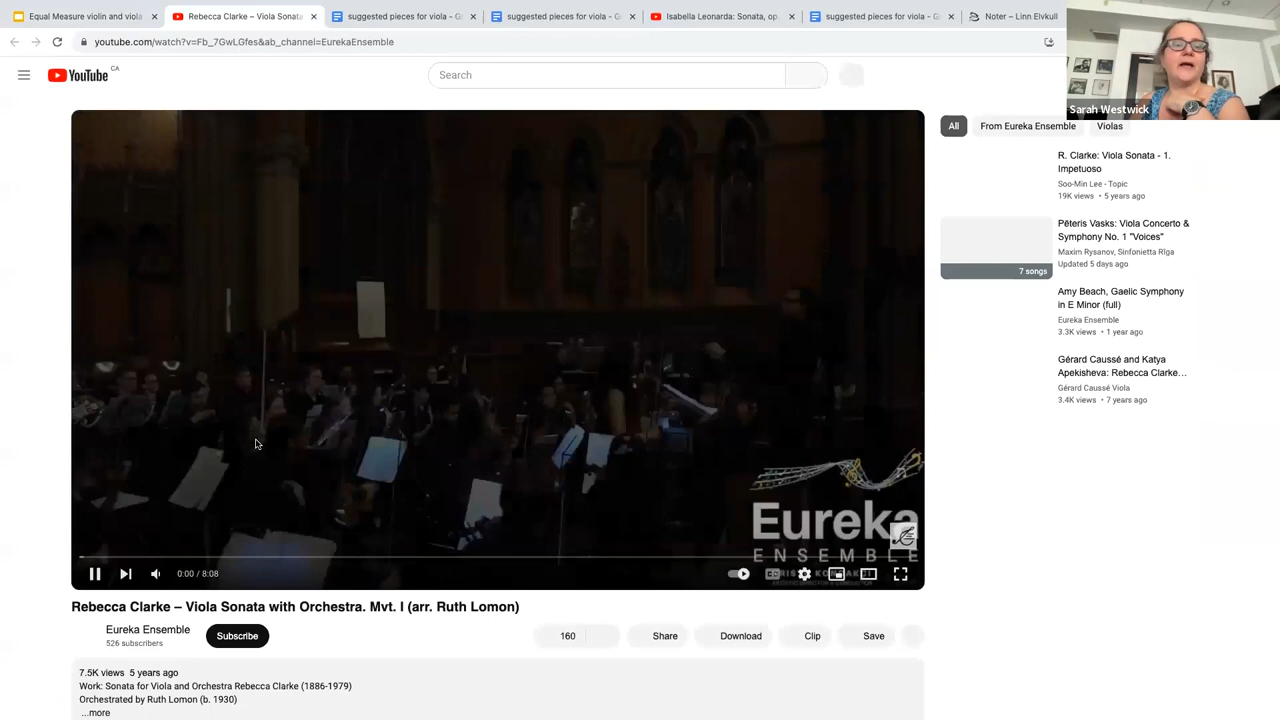 Equal Measure violin and viola
Rebecca Clarke – Viola Sonata
suggested pieces for viola - G
suggested pieces for viola - G
Isabella Leonarda: Sonata, op.
suggested pieces for viola - G
Noter – Linn Elvkull
youtube.com/watch?v=Fb_7GwLGfes&ab_channel=EurekaEnsemble
YouTube CA
Search
Sarah Westwick
All
From Eureka Ensemble
Violas
R. Clarke: Viola Sonata - 1.
Impetuoso
Soo-Min Lee - Topic
19K views • 5 years ago
7 songs
Pēteris Vasks: Viola Concerto &
Symphony No. 1 "Voices"
Maxim Rysanov, Sinfonietta Rīga
Updated 5 days ago
Amy Beach, Gaelic Symphony
in E Minor (full)
Eureka Ensemble
3.3K views • 1 year ago
Gérard Caussé and Katya
Apekisheva: Rebecca Clarke...
Gérard Caussé Viola
3.4K views • 7 years ago
Eureka
ENSEMBLE
0:00 / 8:08
Rebecca Clarke – Viola Sonata with Orchestra. Mvt. I (arr. Ruth Lomon)
Eureka Ensemble
526 subscribers
Subscribe
160
Share
Download
Clip
Save
7.5K views 5 years ago
Work: Sonata for Viola and Orchestra Rebecca Clarke (1886-1979)
Orchestrated by Ruth Lomon (b. 1930)
...more